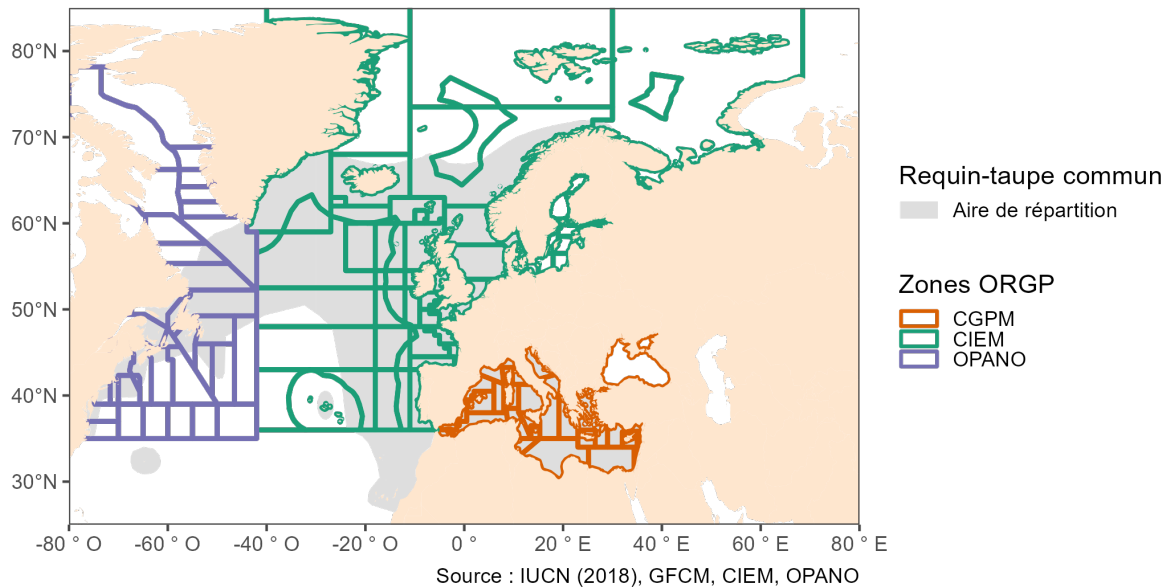 80°N
70°N
60°N
50°N
40°N
30°N
-80° O
-60° O
-40° O
-20° O
0 °
20 ° E
40 ° E
60 ° E
80 ° E
Requin-taupe commun
Aire de répartition
Zones ORGP
CGPM
CIEM
OPANO
Source : IUCN (2018), GFCM, CIEM, OPANO